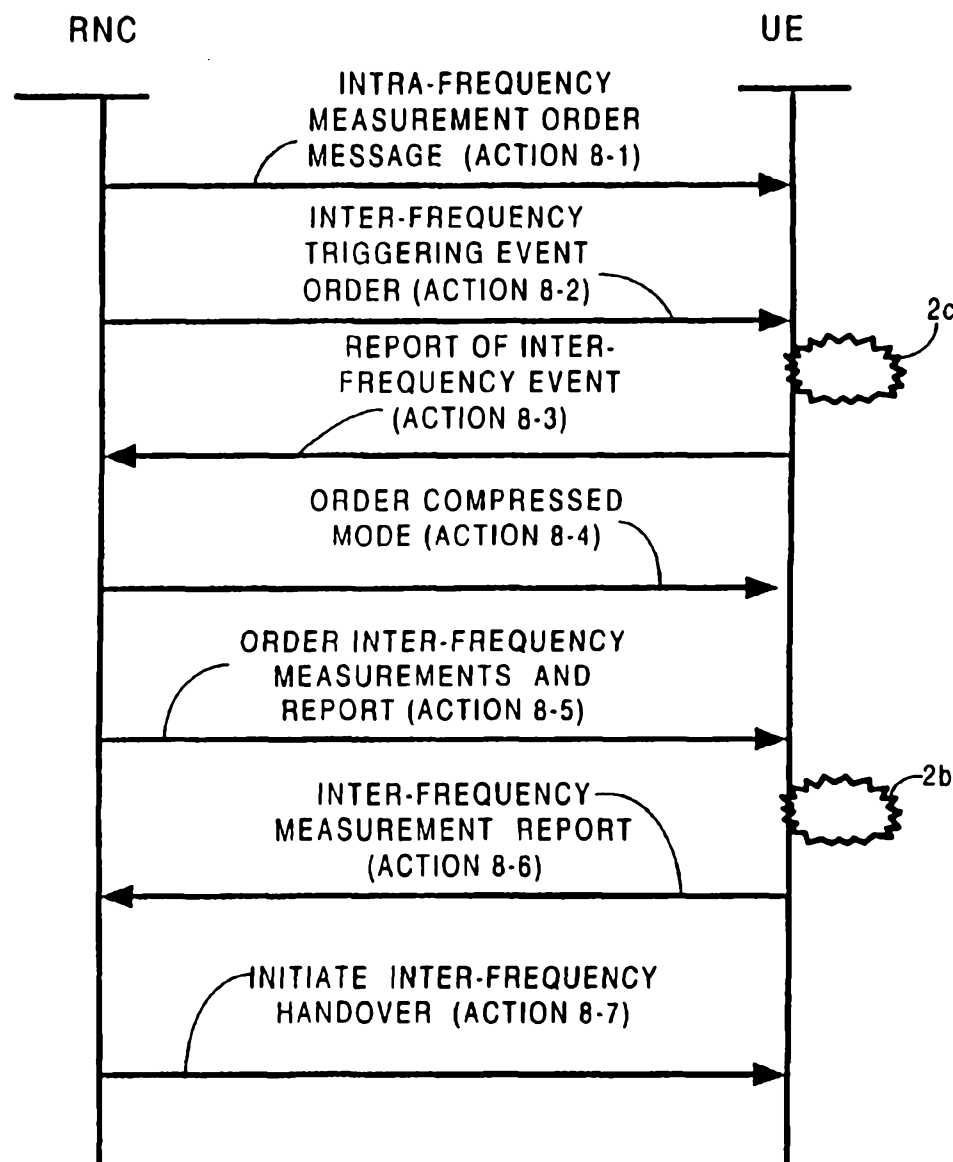 RNC
UE
INTRA-FREQUENCY
MEASUREMENT ORDER
MESSAGE (ACTION 8-1)
INTER-FREQUENCY
TRIGGERING EVENT
ORDER (ACTION 8-2)
2c
REPORT OF INTER-
FREQUENCY EVENT
(ACTION 8-3)
ORDER COMPRESSED
MODE (ACTION 8-4)
ORDER INTER-FREQUENCY
MEASUREMENTS AND
REPORT (ACTION 8-5)
2b
INTER-FREQUENCY
MEASUREMENT REPORT
(ACTION 8-6)
INITIATE INTER-FREQUENCY
HANDOVER (ACTION 8-7)